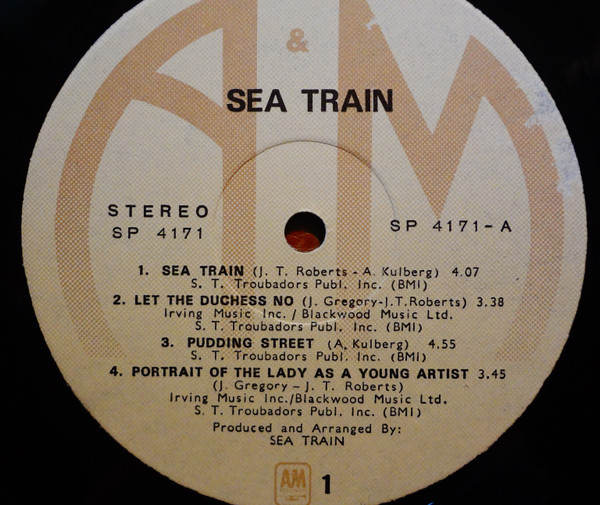 A & M
SEA TRAIN
STEREO
SP 4171
SP 4171-A
1. SEA TRAIN (J. T. Roberts - A. Kulberg) 4.07
S. T. Troubadors Publ. Inc. (BMI)
2. LET THE DUCHESS NO (J. Gregory-J.T.Roberts) 3.38
Irving Music Inc. / Blackwood Music Ltd.
S. T. Troubadors Publ. Inc. (BMI)
3. PUDDING STREET (A. Kulberg) 4.55
S. T. Troubadors Publ. Inc. (BMI)
4. PORTRAIT OF THE LADY AS A YOUNG ARTIST 3.45
(J. Gregory – J. T. Roberts)
Irving Music Inc./Blackwood Music Ltd.
S. T. Troubadors Publ. Inc. (BMI)
Produced and Arranged By:
SEA TRAIN
AM
1